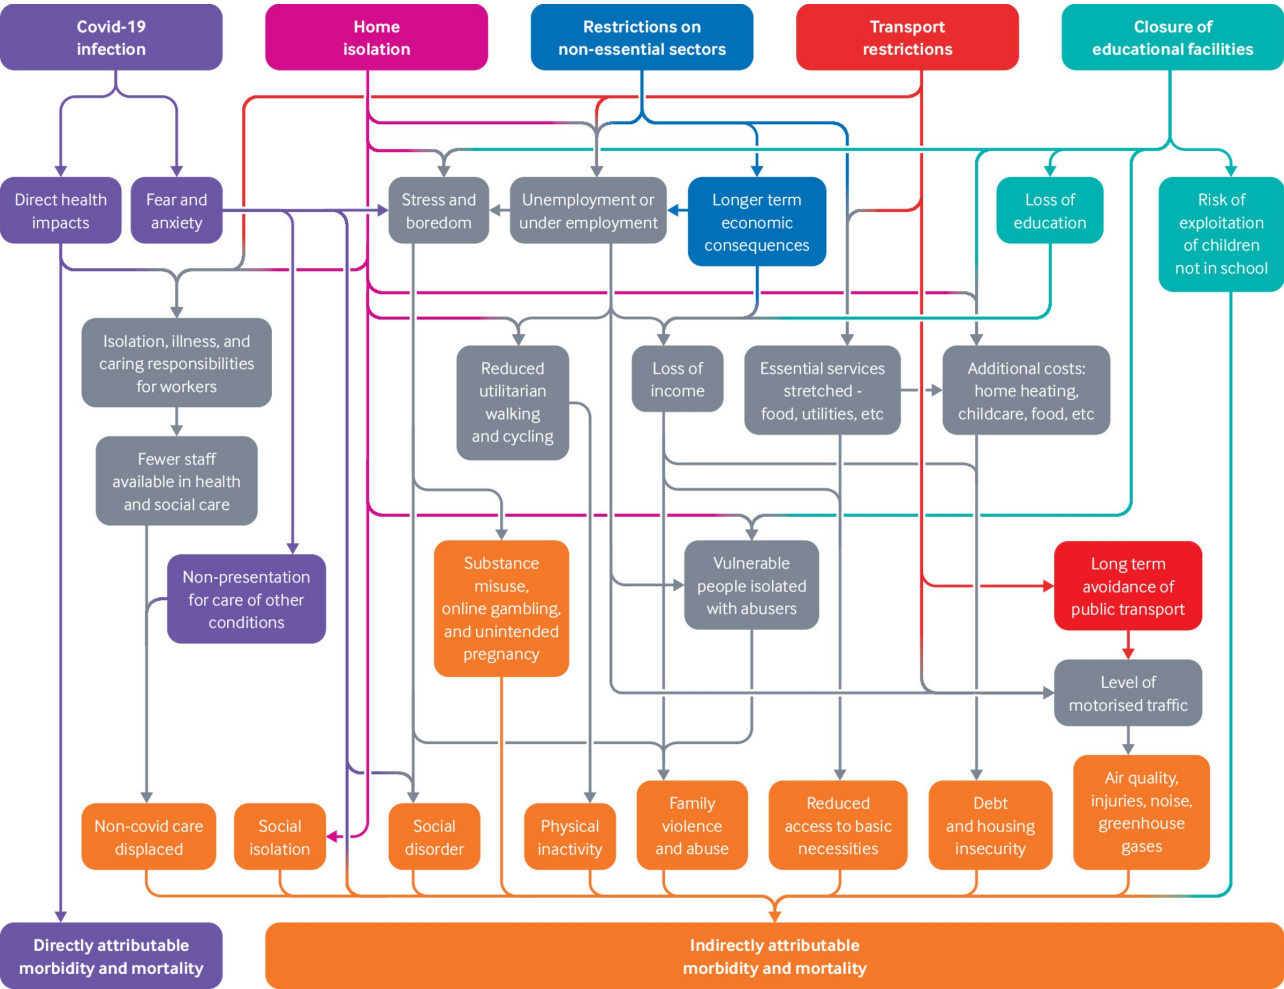 Covid-19
infection
Home
isolation
Restrictions on
non-essential sectors
Transport
restrictions
Closure of
educational facilities
Direct health
impacts
Fear and
anxiety
Stress and
boredom
Unemployment or
under employment
Longer term
economic
consequences
Loss of
education
Risk of
exploitation
of children
not in school
Isolation, illness, and
caring responsibilities
for workers
Reduced
utilitarian
walking
and cycling
Loss of
income
Essential services
stretched -
food, utilities, etc
Additional costs:
home heating,
childcare, food, etc
Fewer staff
available in health
and social care
Non-presentation
for care of other
conditions
Substance
misuse,
online gambling,
and unintended
pregnancy
Vulnerable
people isolated
with abusers
Long term
avoidance of
public transport
Level of
motorised traffic
Non-covid care
displaced
Social
isolation
Social
disorder
Physical
inactivity
Family
violence
and abuse
Reduced
access to basic
necessities
Debt
and housing
insecurity
Air quality,
injuries, noise,
greenhouse
gases
Directly attributable
morbidity and mortality
Indirectly attributable
morbidity and mortality